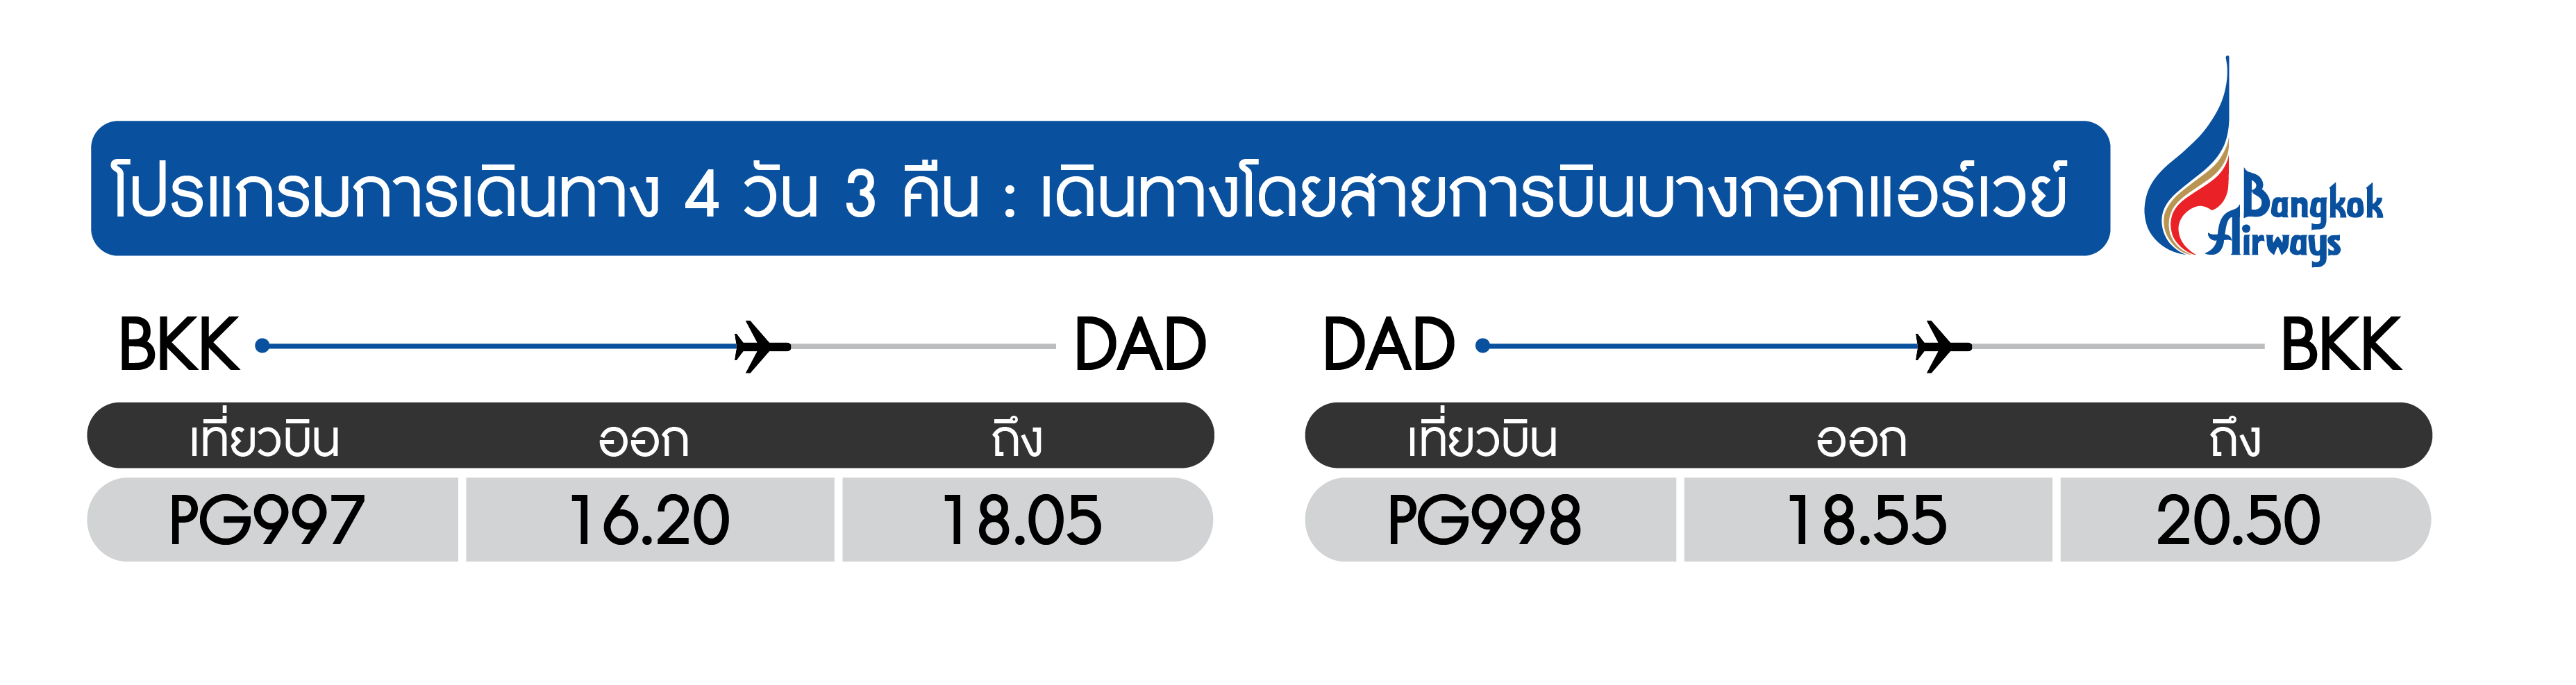 โปรแกรมการเดินทาง 4 วัน 3 คืน : เดินทางโดยสายการบินบางกอกแอร์เวย์
Bangkok
Airways
BKK DAD
เที่ยวบิน ออก ถึง
PG997 16.20 18.05
DAD BKK
เที่ยวบิน ออก ถึง
PG998 18.55 20.50